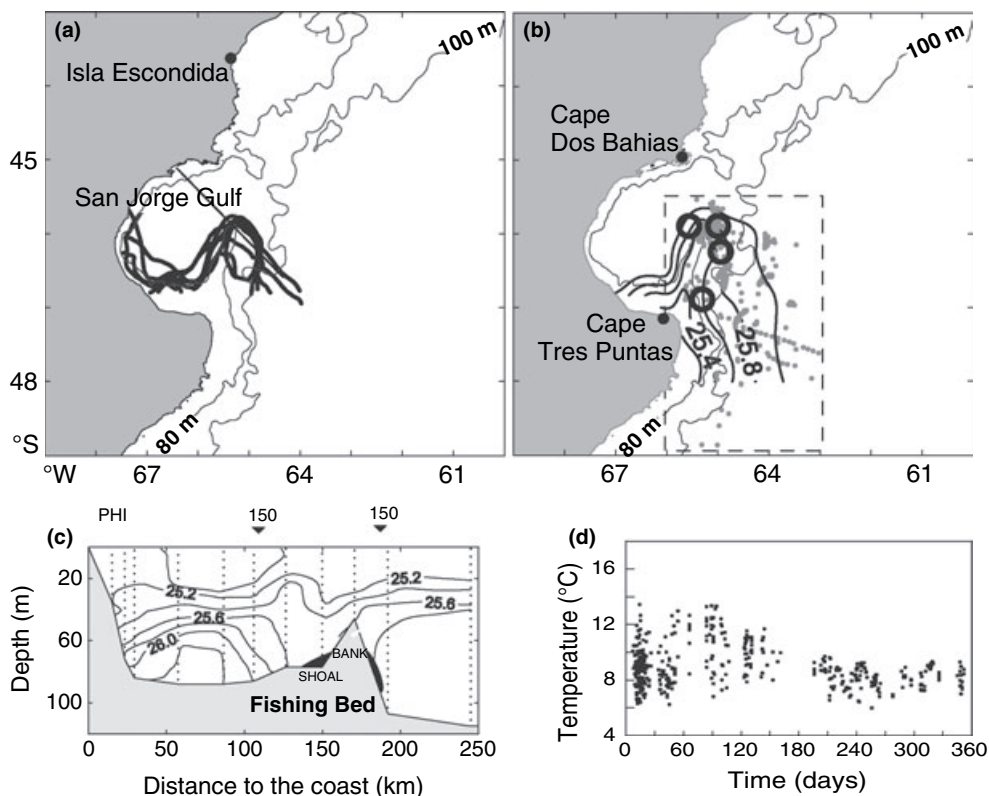 (a)
Isla Escondida
100 m
San Jorge Gulf
80 m
45
48
°S
°W
67
64
61
(b)
100 m
Cape
Dos Bahias
Cape
Tres Puntas
25.4
25.8
80 m
67
64
61
(c)
PHI
150
150
25.2
25.6
26.0
25.2
25.6
BANK
SHOAL
Fishing Bed
Depth (m)
20
60
100
0
50
100
150
200
250
Distance to the coast (km)
(d)
Temperature (°C)
16
12
8
4
0
60
120
180
240
300
360
Time (days)